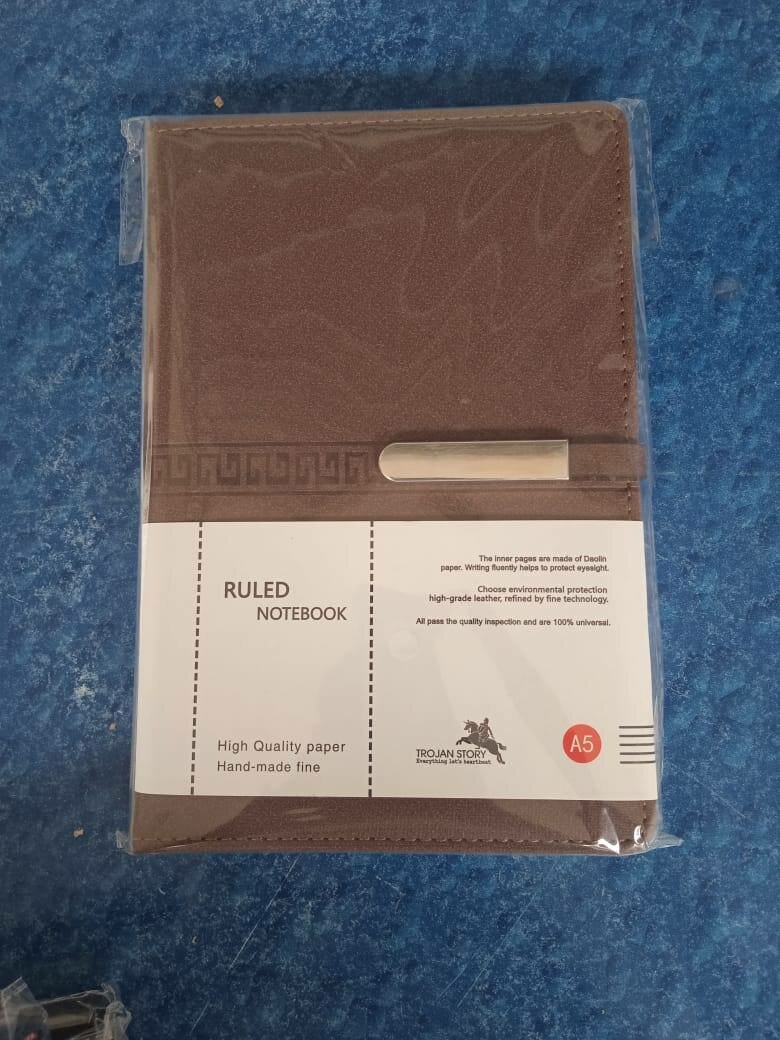 RULED
NOTEBOOK
High Quality paper
Hand-made fine
The inner pages are made of Daolin
paper. Writing fluently helps to protect eyesight.
Choose environmental protection
high-grade leather, refined by fine technology.
All pass the quality inspection and are 100% universal.
TROJAN STORY
Everything let's heartbeat
A5